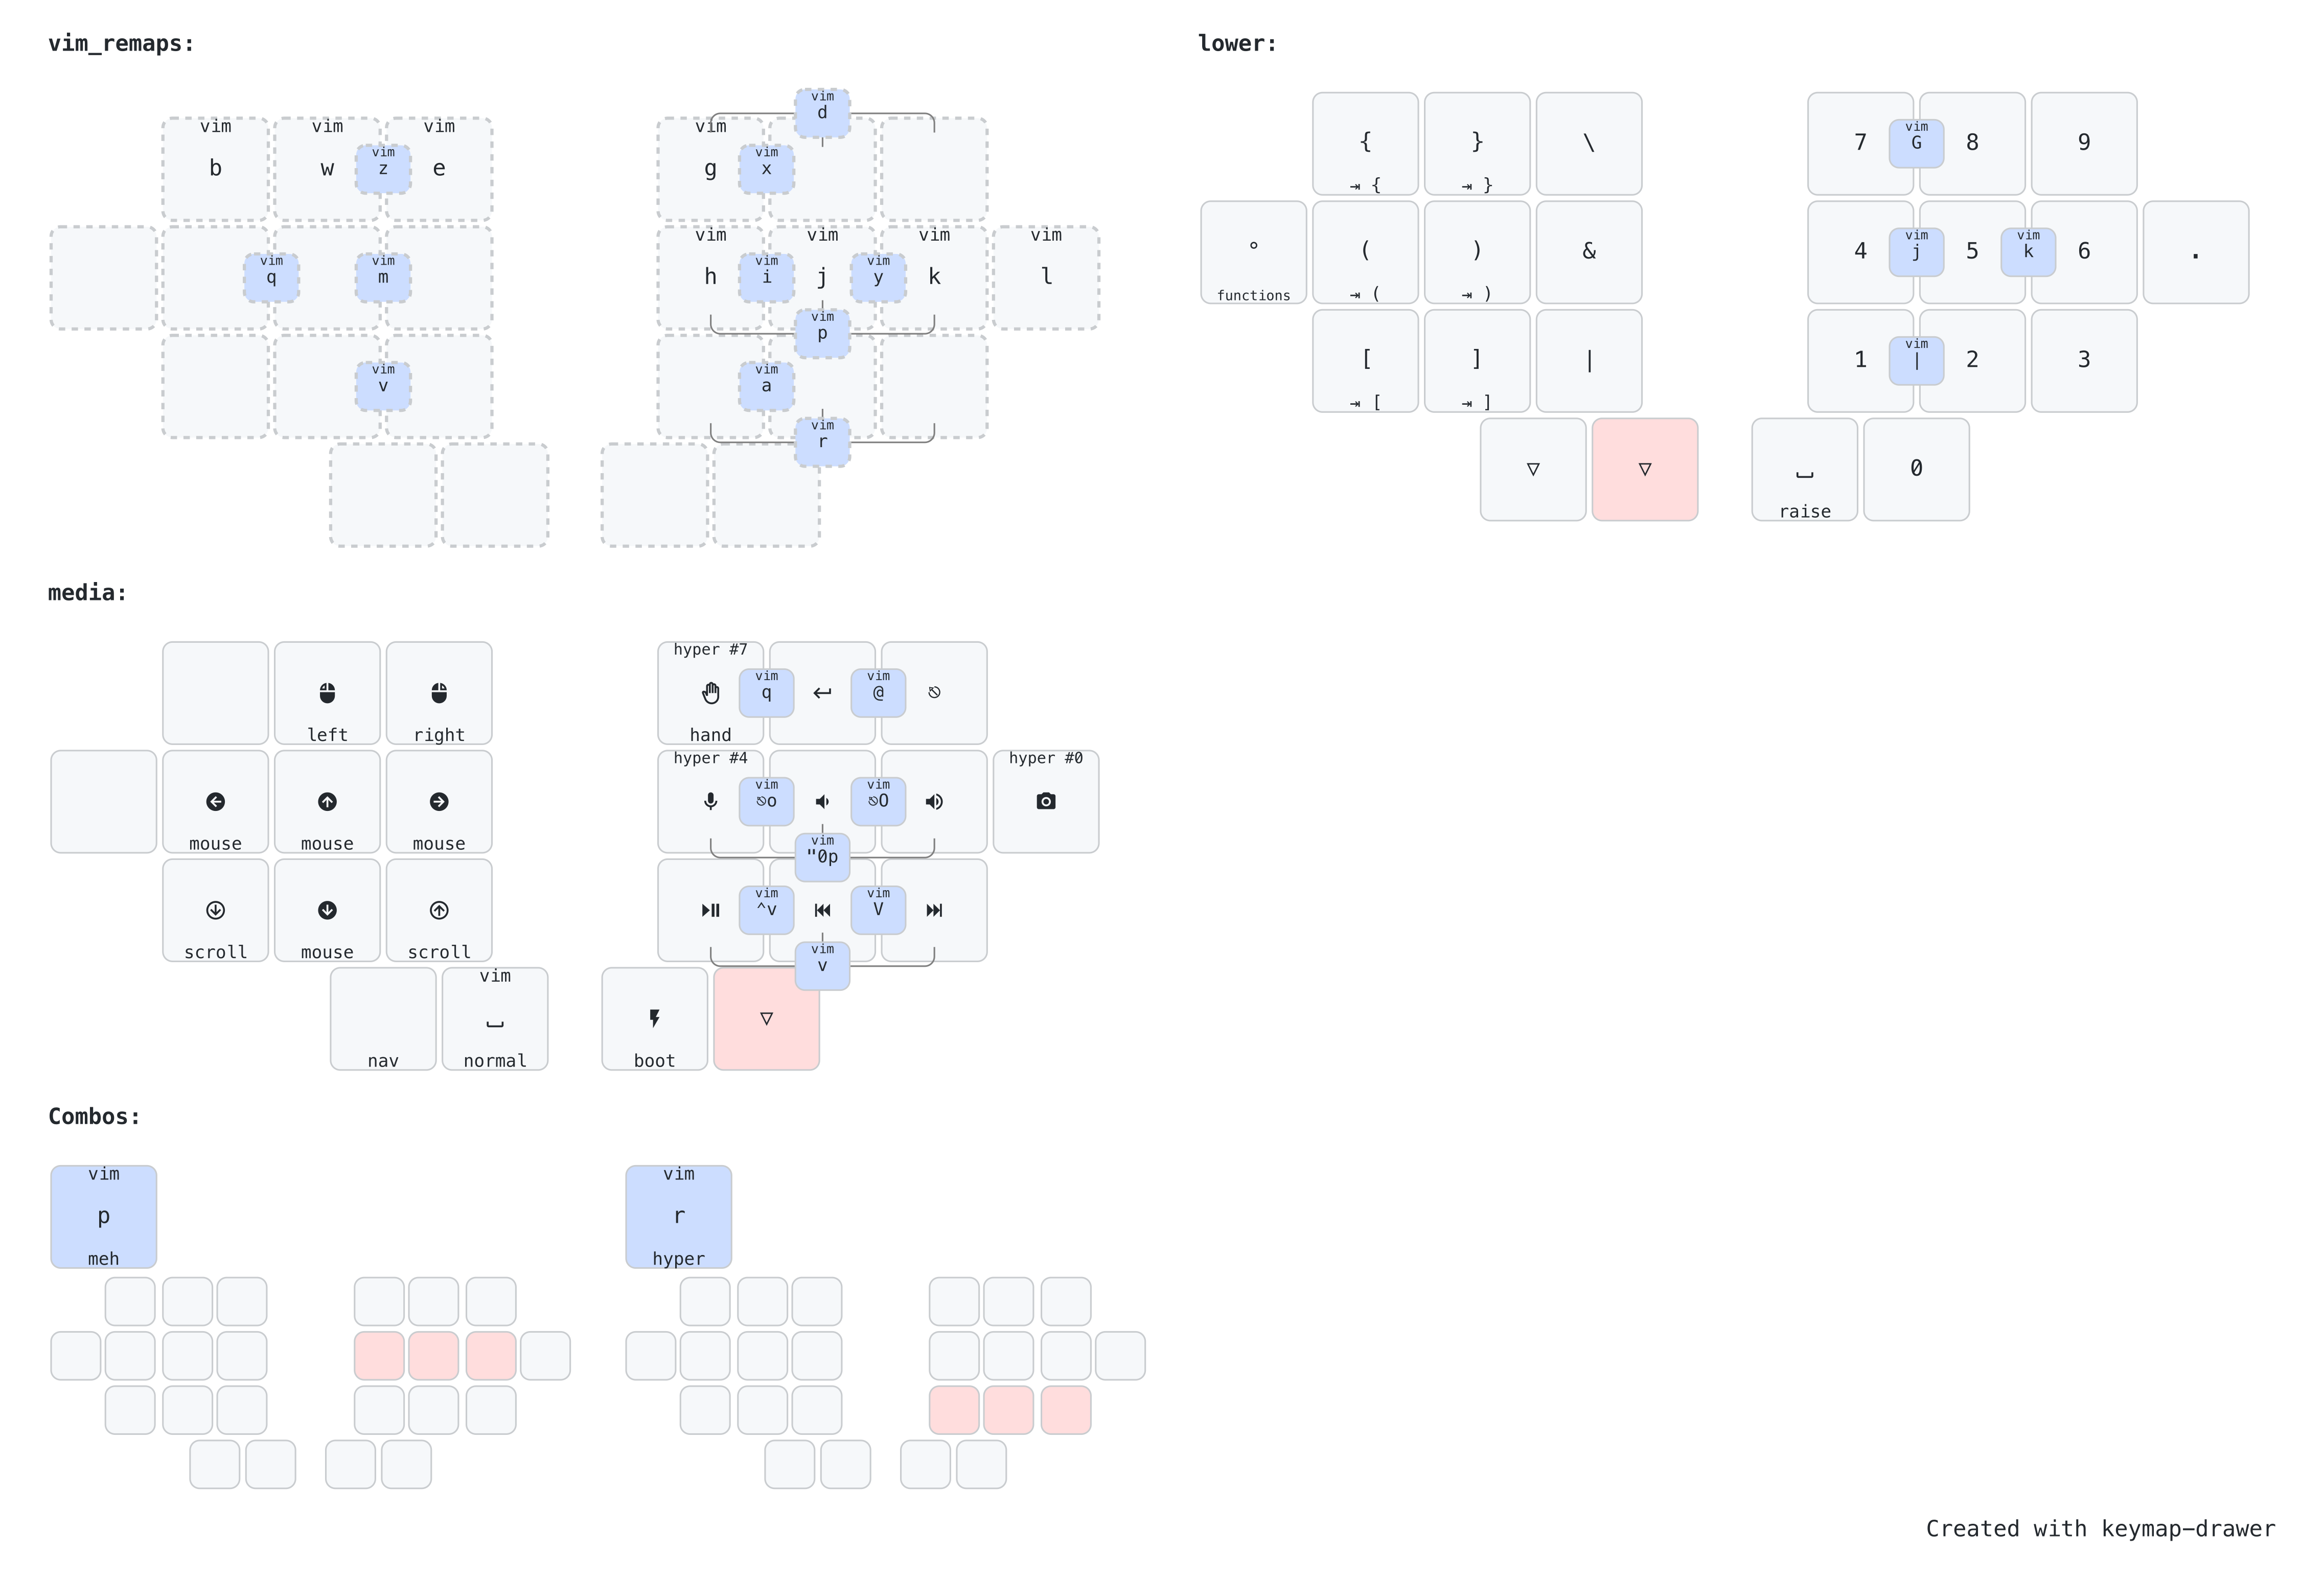 vim_remaps:
vim d
vim b
vim w
vim z
vim e
vim g
vim x
vim q
vim m
vim h
vim i
vim j
vim y
vim k
vim l
vim p
vim v
vim a
vim r
lower:
{ ⇥ {
} ⇥ }
\
7
vim G
8
9
° functions
( ⇥ (
) ⇥ )
&
4
vim j
5
vim k
6
.
[ ⇥ [
] ⇥ ]
|
1
vim |
2
3
▽
▽
⎵ raise
0
media:
left
right
hyper #7 hand
vim q
↵
vim @
⎋
mouse
mouse
mouse
hyper #4
vim ⎋o
vim ⎋O
hyper #0
vim "0p
scroll
mouse
scroll
vim ^v
vim V
vim v
nav
vim ⎵ normal
boot
▽
Combos:
vim p meh
vim r hyper
Created with keymap-drawer